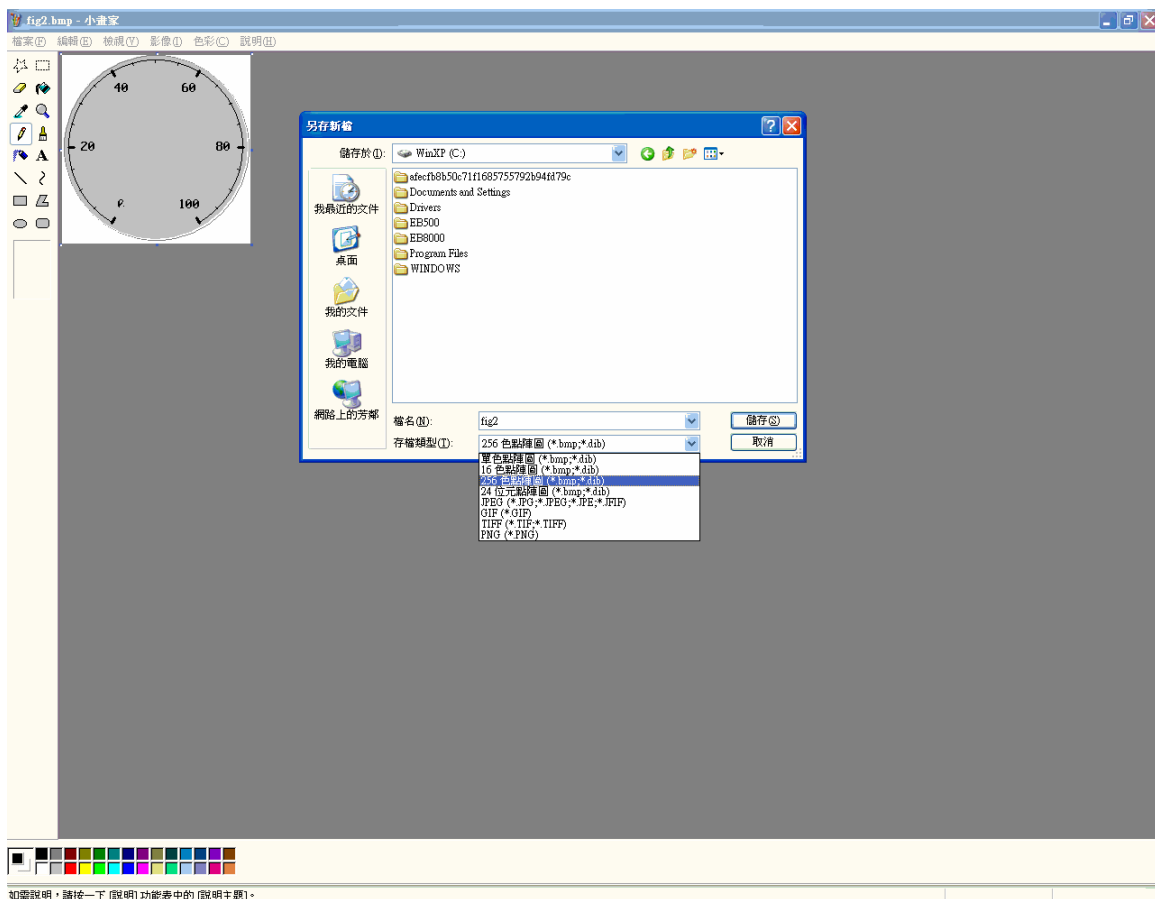 fig2.bmp - 小畫家
檔案(F) 編輯(E) 檢視(V) 影像(I) 色彩(C) 說明(H)
40 60
20 80
0 100
另存新檔
儲存於(I): WinXP (C:)
afecfb8b50c71f1685755792b94fd79c
Documents and Settings
Drivers
EB500
EB8000
Program Files
WINDOWS
我最近的文件
桌面
我的文件
我的電腦
網路上的芳鄰
檔名(N): fig2 儲存(S)
存檔類型(T): 256 色點陣圖 (*.bmp;*.dib) 取消
單色點陣圖 (*.bmp;*.dib)
16 色點陣圖 (*.bmp;*.dib)
256 色點陣圖 (*.bmp;*.dib)
24 位元點陣圖 (*.bmp;*.dib)
JPEG (*.JPG;*.JPEG;*.JPE;*.JFIF)
GIF (*.GIF)
TIFF (*.TIF;*.TIFF)
PNG (*.PNG)
如需說明，請按一下 [說明] 功能表中的 [說明主題]。